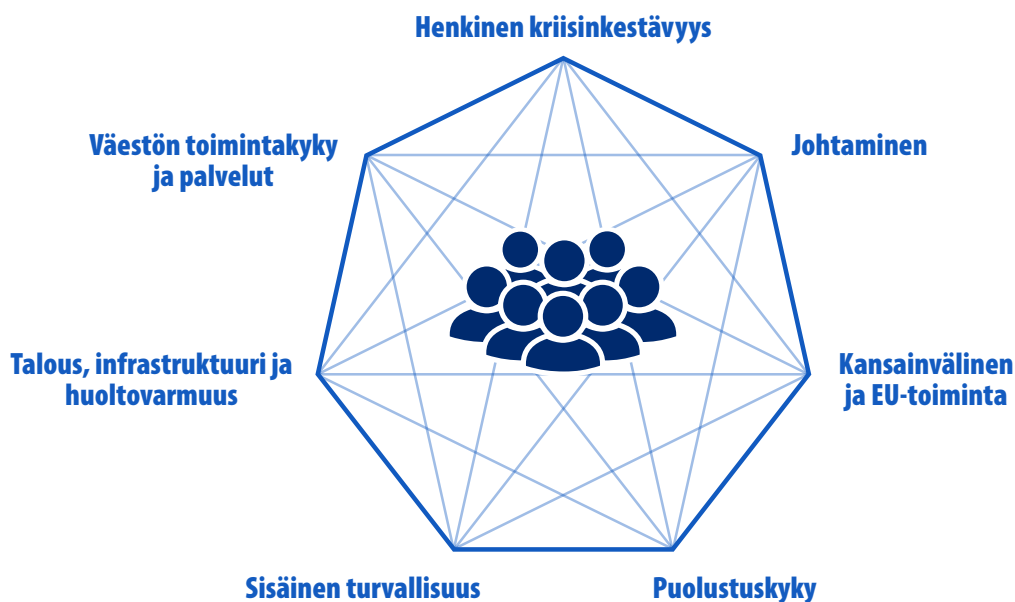 Henkinen kriisinkestävyys
Väestön toimintakyky
ja palvelut
Johtaminen
Talous, infrastruktuuri ja
huoltovarmuus
Kansainvälinen
ja EU-toiminta
Sisäinen turvallisuus
Puolustuskyky